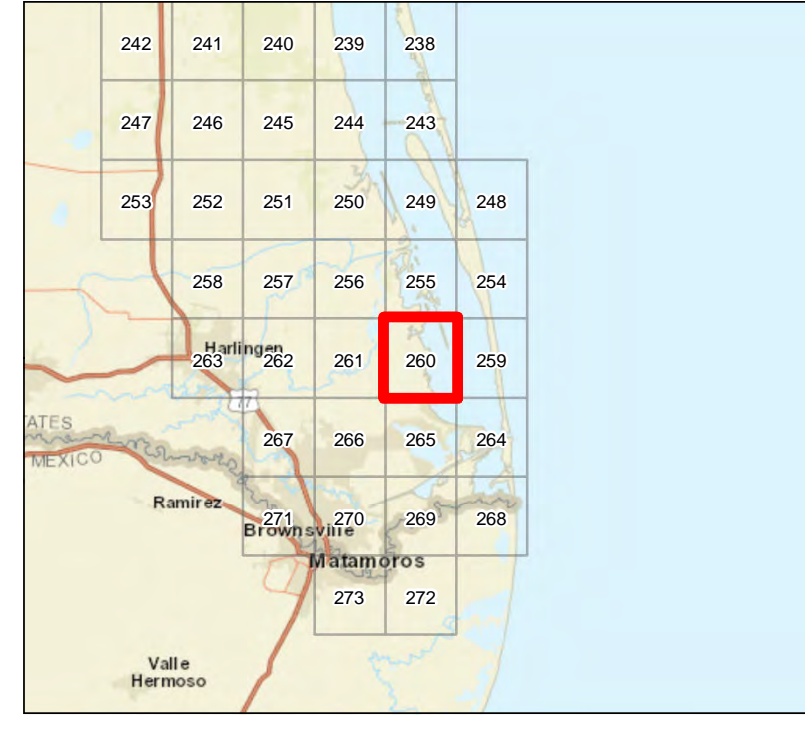 242 241 240 239 238
247 246 245 244 243
253 252 251 250 249 248
258 257 256 255 254
Harlingen
263 262 261 260 259
77
ATES
MEXICO
267 266 265 264
Ramirez
271 270 269 268
Brownsville
Matamoros
273 272
Valle
Hermoso